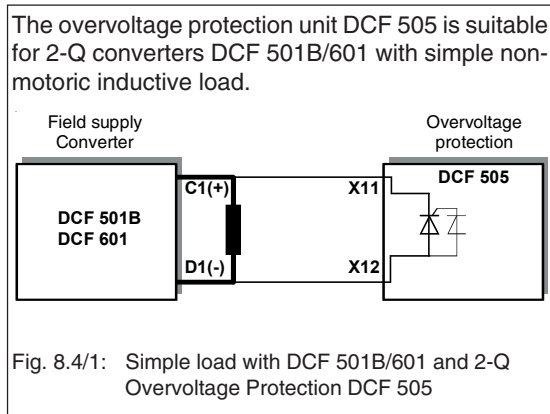 The overvoltage protection unit DCF 505 is suitable
for 2-Q converters DCF 501B/601 with simple non-
motoric inductive load.
Field supply
Converter
Overvoltage
protection
DCF 501B
DCF 601
C1(+)
D1(-)
X11
X12
DCF 505
Fig. 8.4/1: Simple load with DCF 501B/601 and 2-Q
Overvoltage Protection DCF 505